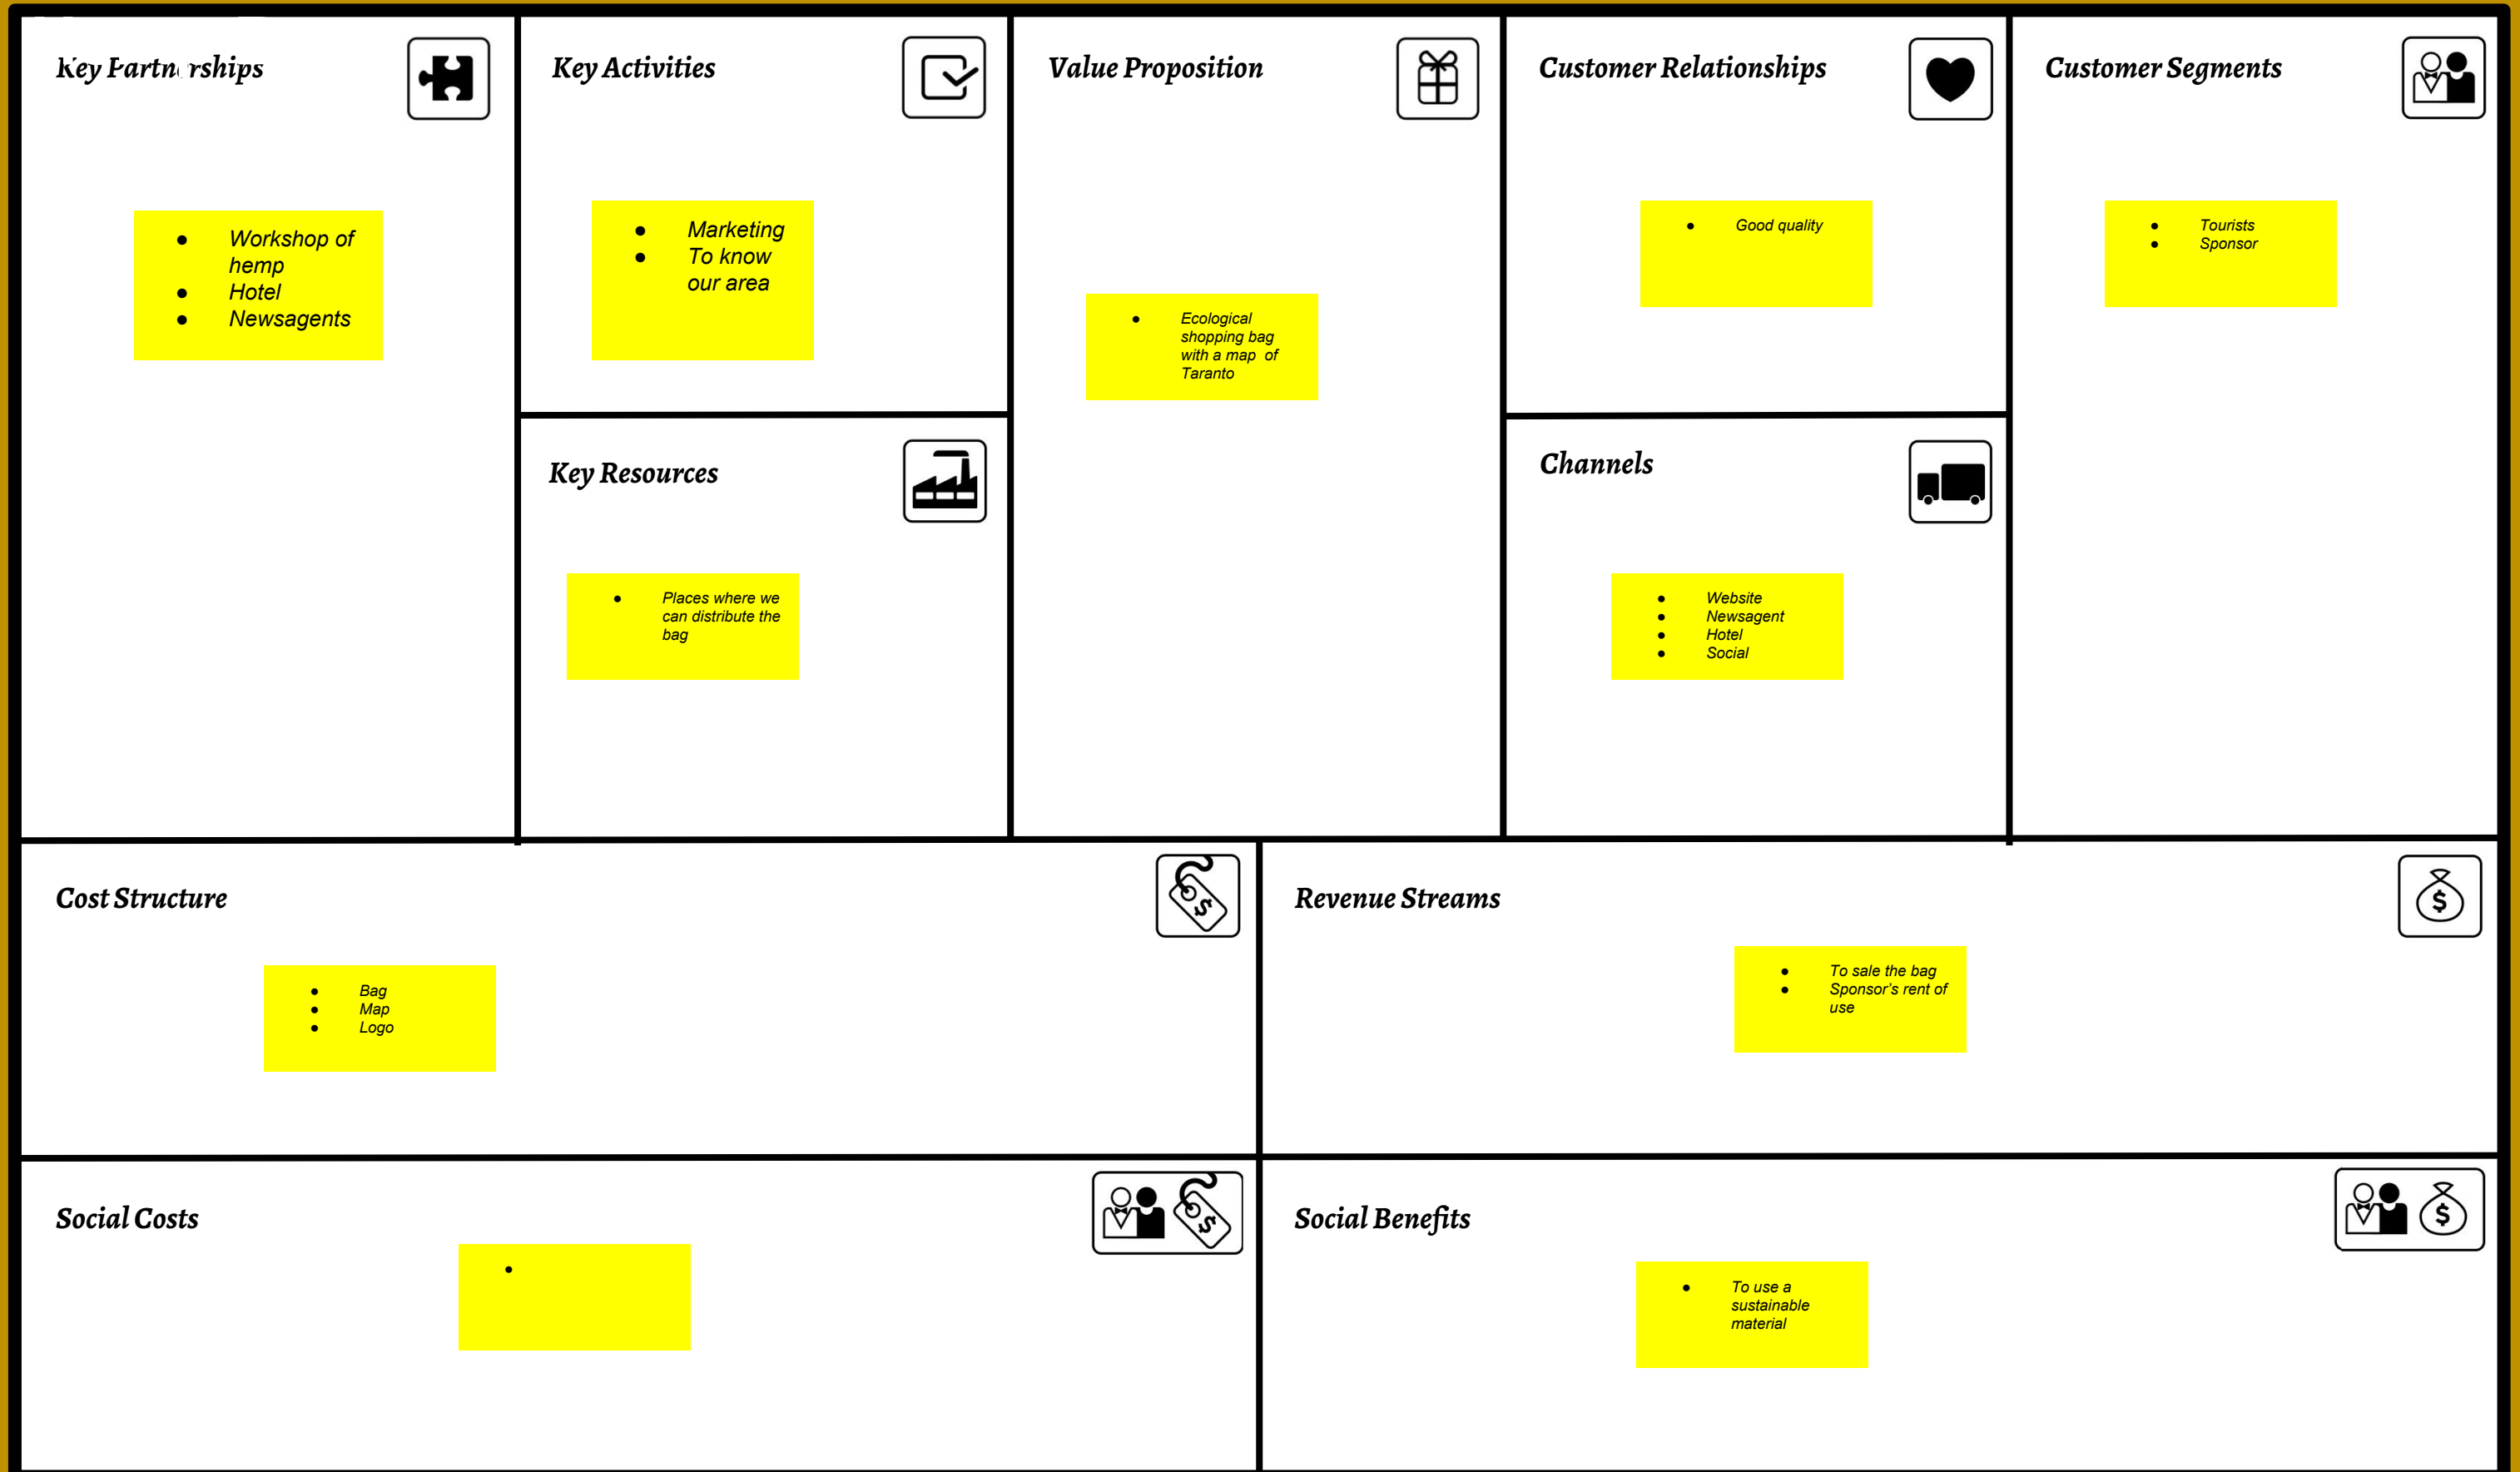 Key Partnerships
• Workshop of
hemp
• Hotel
• Newsagents
Key Activities
• Marketing
• To know
our area
Key Resources
• Places where we
can distribute the
bag
Value Proposition
• Ecological
shopping bag
with a map of
Taranto
Customer Relationships
• Good quality
Channels
• Website
• Newsagent
• Hotel
• Social
Customer Segments
• Tourists
• Sponsor
Cost Structure
$
• Bag
• Map
• Logo
Revenue Streams
$
• To sale the bag
• Sponsor's rent of
use
Social Costs
$
•
Social Benefits
$
• To use a
sustainable
material